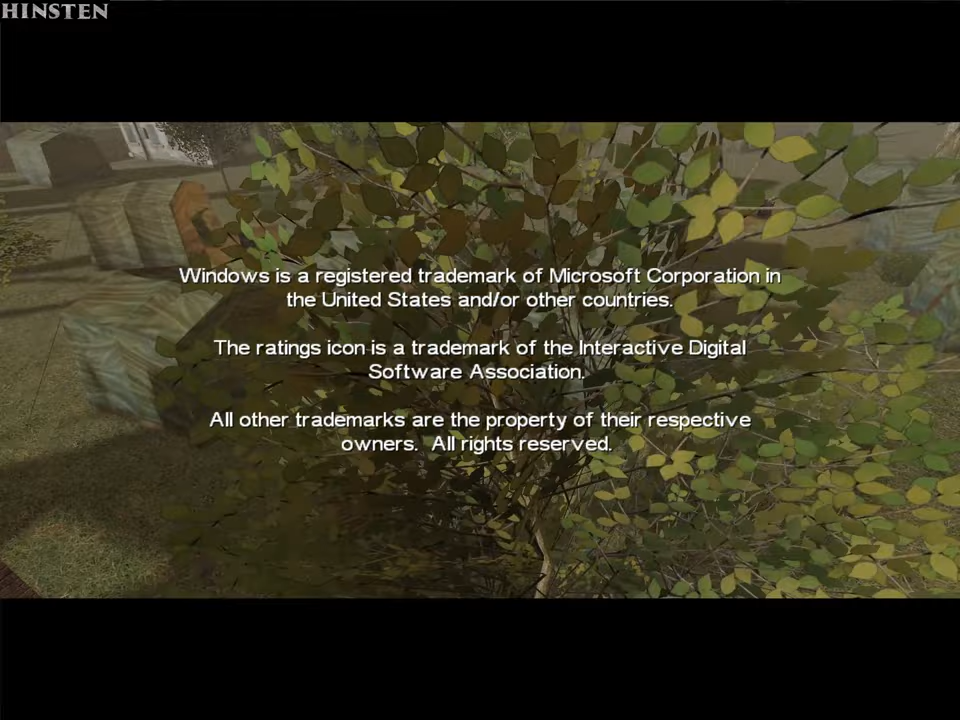 HINSTEN
Windows is a registered trademark of Microsoft Corporation in
the United States and/or other countries.
The ratings icon is a trademark of the Interactive Digital
Software Association.
All other trademarks are the property of their respective
owners. All rights reserved.